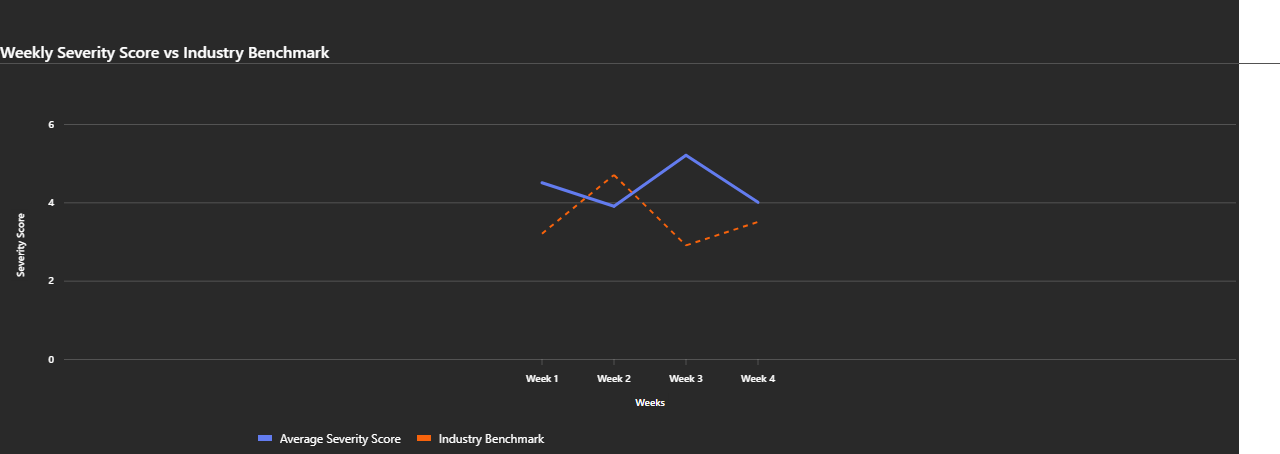 Weekly Severity Score vs Industry Benchmark
6
4
2
0
Severity Score
Week 1 Week 2 Week 3 Week 4
Weeks
Average Severity Score Industry Benchmark